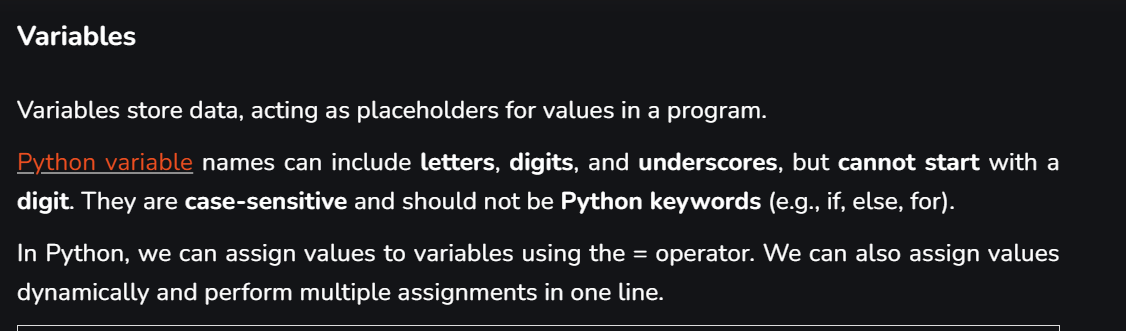 Variables
Variables store data, acting as placeholders for values in a program.
Python variable names can include letters, digits, and underscores, but cannot start with a
digit. They are case-sensitive and should not be Python keywords (e.g., if, else, for).
In Python, we can assign values to variables using the = operator. We can also assign values
dynamically and perform multiple assignments in one line.